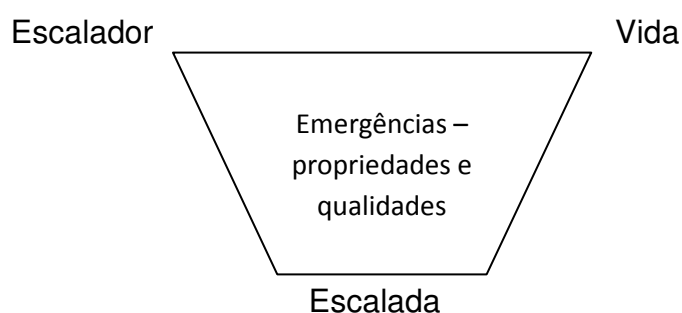 Escalador Vida
Emergências –
propriedades e
qualidades
Escalada